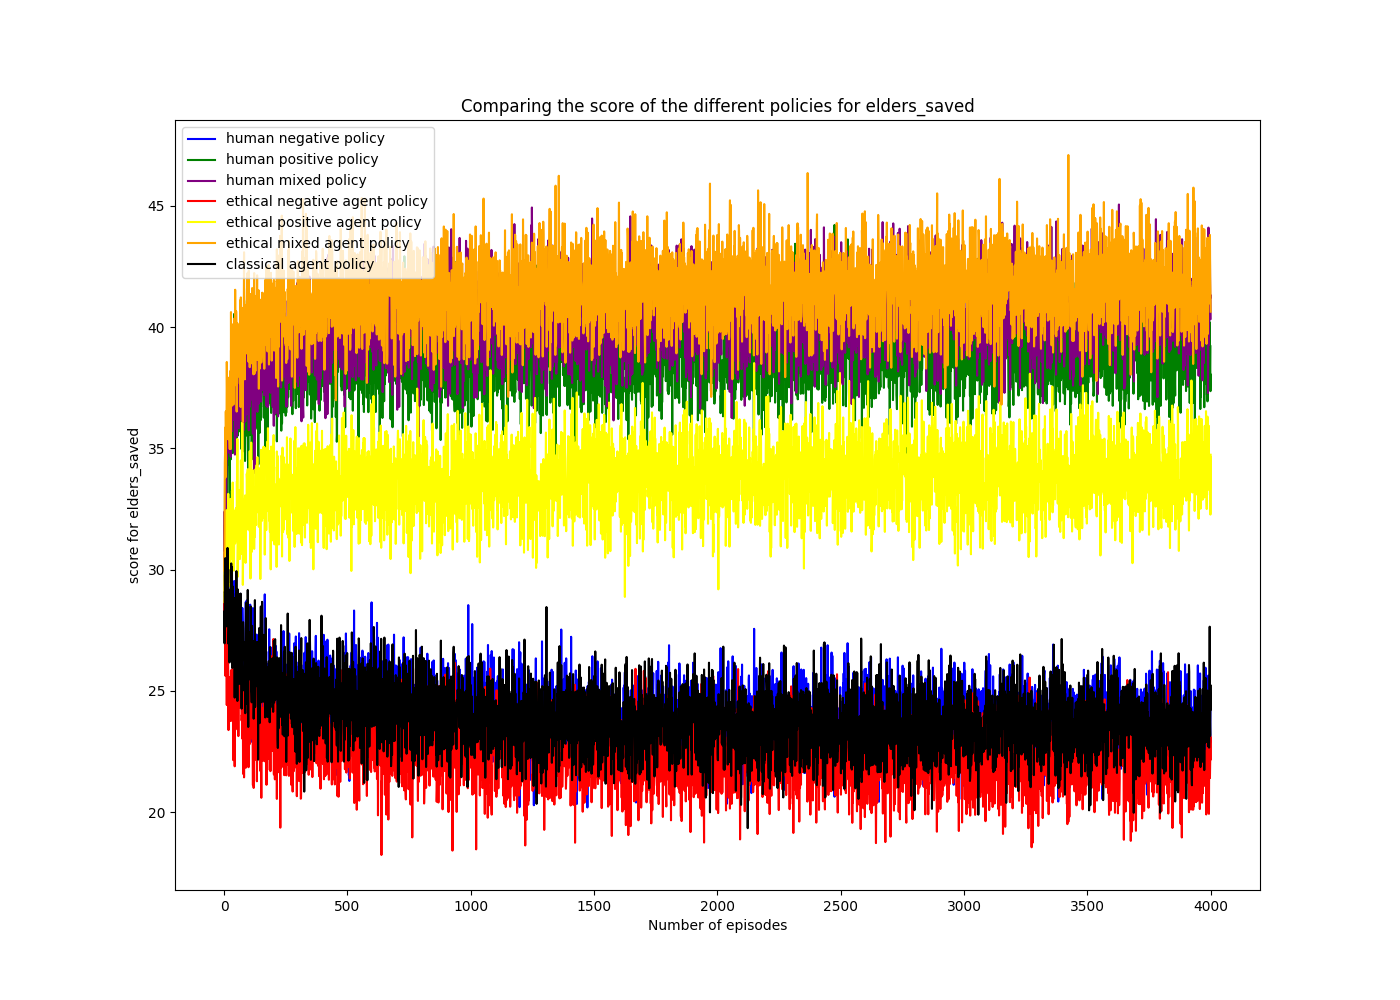 Comparing the score of the different policies for elders_saved
human negative policy
human positive policy
human mixed policy
ethical negative agent policy
ethical positive agent policy
ethical mixed agent policy
classical agent policy
45
40
35
30
25
20
score for elders_saved
0 500 1000 1500 2000 2500 3000 3500 4000
Number of episodes